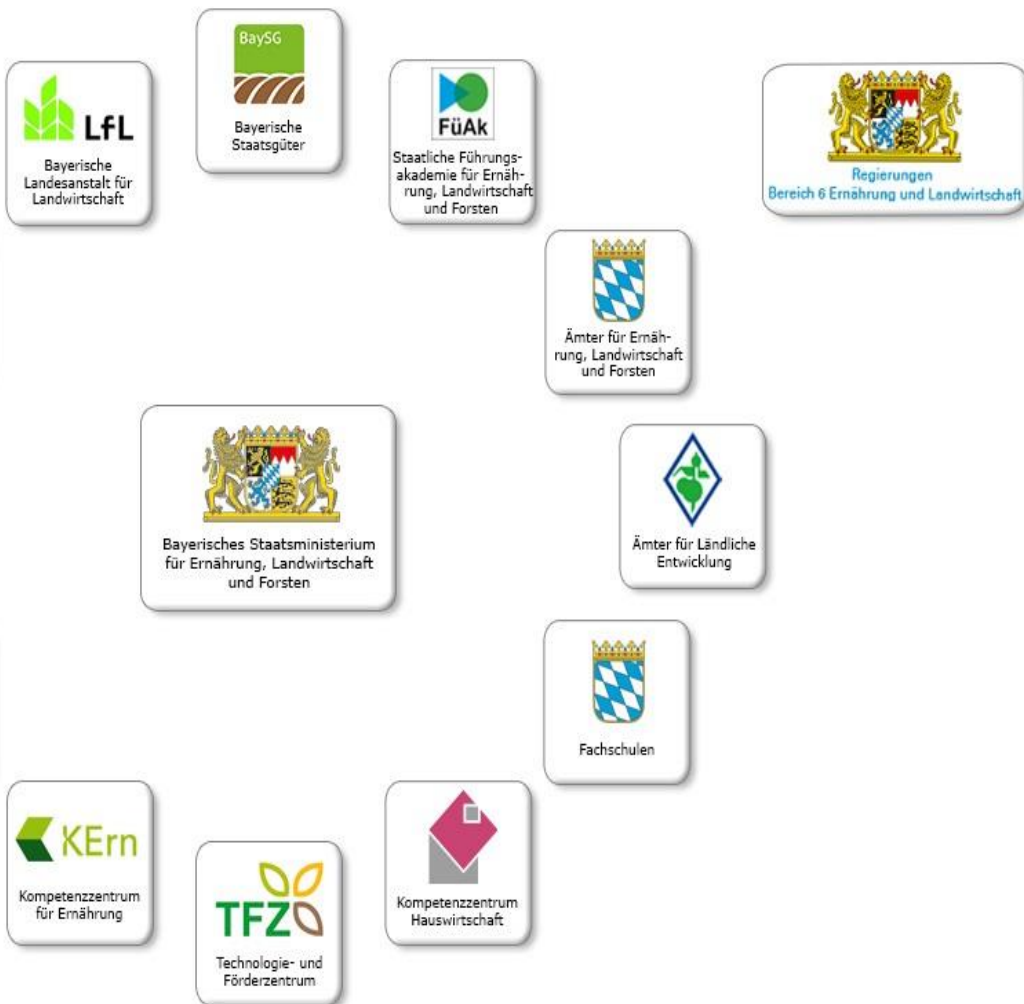 BaySG
Bayerische
Staatsgüter
LfL
Bayerische
Landesanstalt für
Landwirtschaft
FüAk
Staatliche Führungs-
akademie für Ernäh-
rung, Landwirtschaft
und Forsten
Regierungen
Bereich 6 Ernährung und Landwirtschaft
Ämter für Ernäh-
rung, Landwirtschaft
und Forsten
Bayerisches Staatsministerium
für Ernährung, Landwirtschaft
und Forsten
Ämter für Ländliche
Entwicklung
Fachschulen
KErn
Kompetenzzentrum
für Ernährung
TFZ
Technologie- und
Förderzentrum
Kompetenzzentrum
Hauswirtschaft